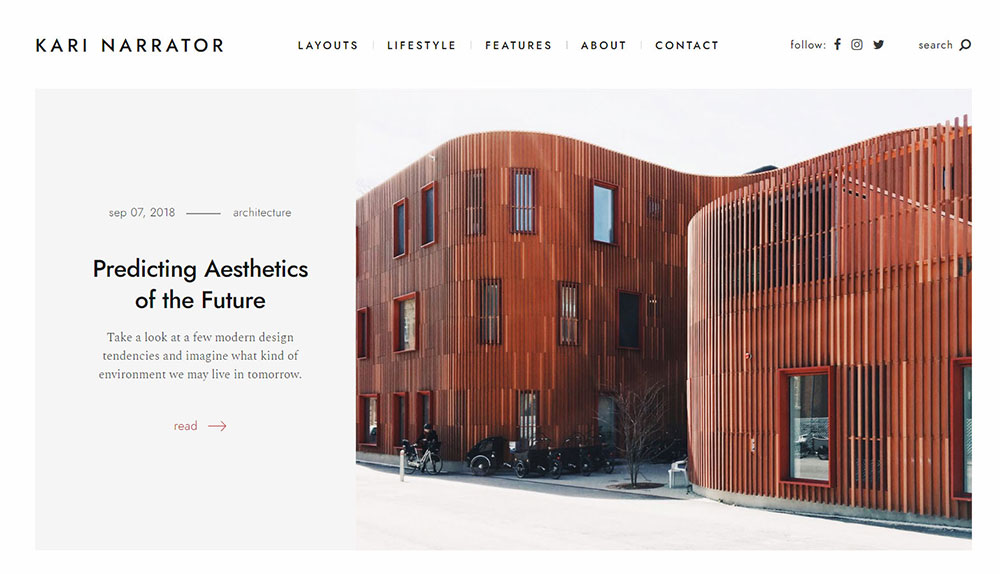 KARI NARRATOR
LAYOUTS | LIFESTYLE | FEATURES | ABOUT | CONTACT
follow:
search
sep 07, 2018 — architecture
Predicting Aesthetics
of the Future
Take a look at a few modern design
tendencies and imagine what kind of
environment we may live in tomorrow.
read